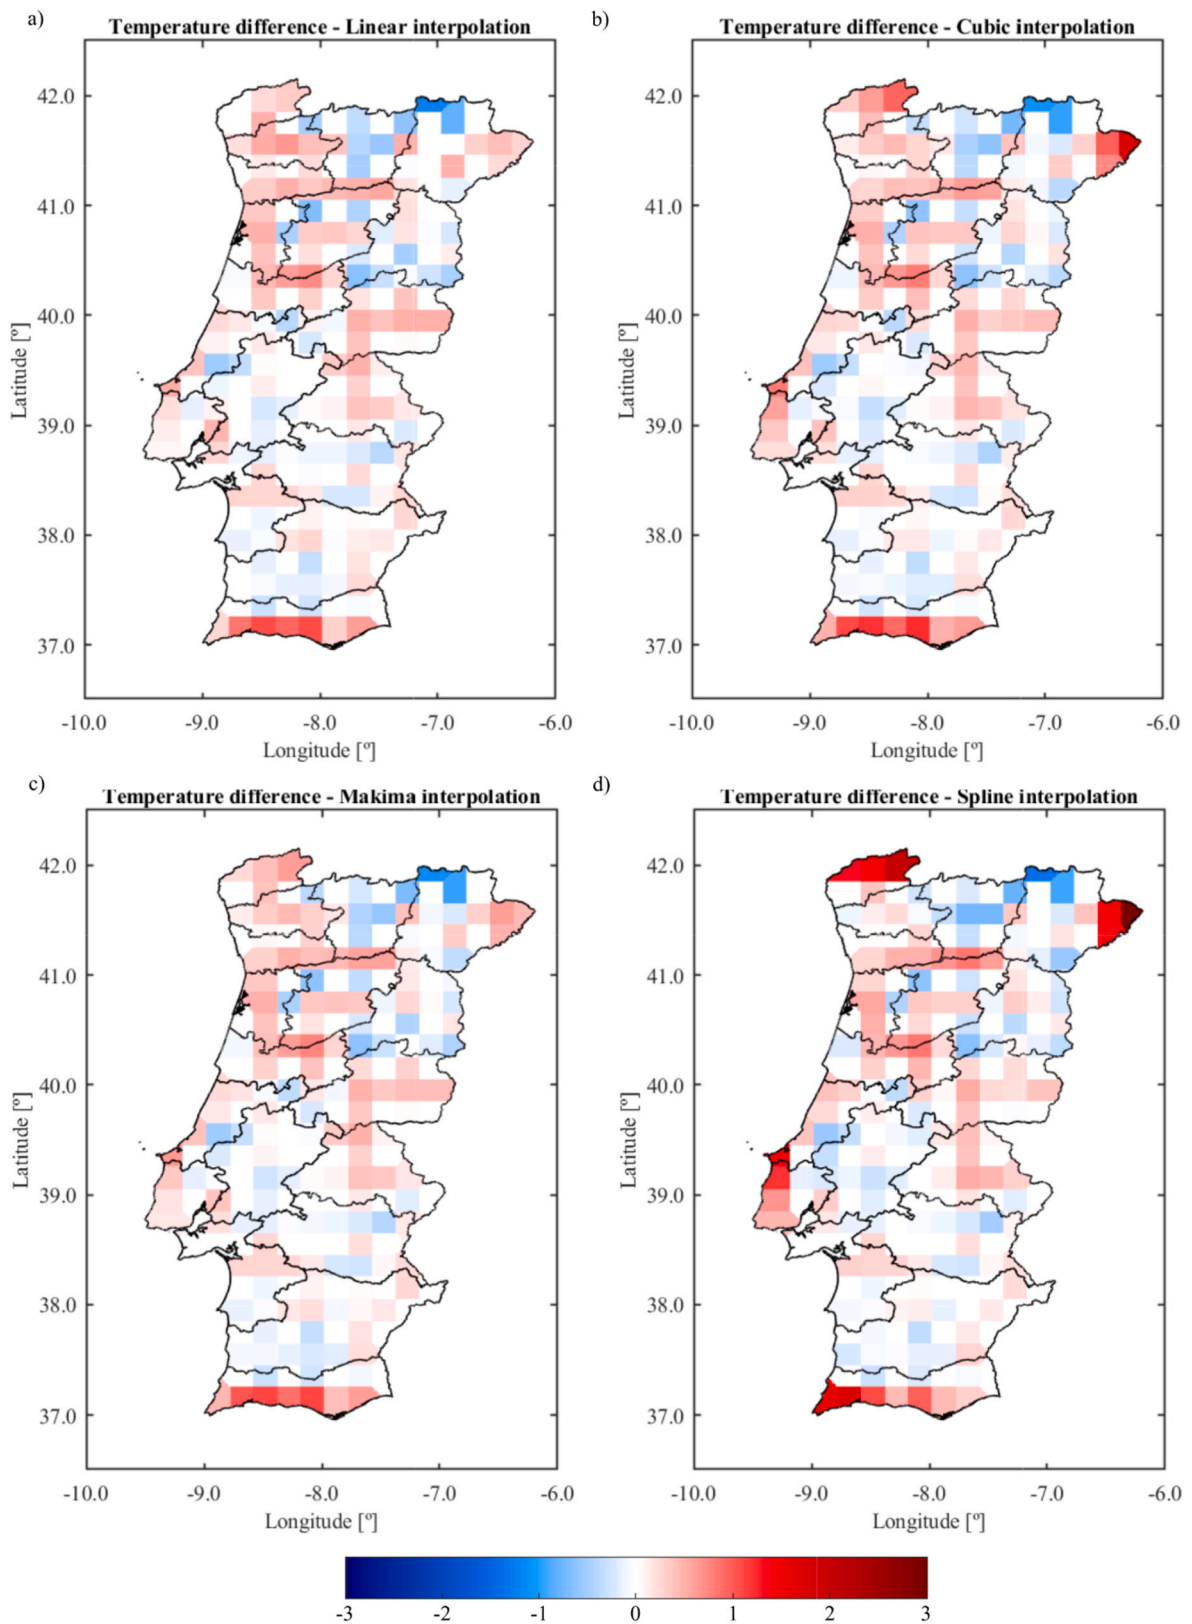 a)
Temperature difference - Linear interpolation
b)
Temperature difference - Cubic interpolation
42.0
41.0
40.0
39.0
38.0
37.0
Latitude [º]
-10.0 -9.0 -8.0 -7.0 -6.0
Longitude [º]
42.0
41.0
40.0
39.0
38.0
37.0
Latitude [º]
-10.0 -9.0 -8.0 -7.0 -6.0
Longitude [º]
c)
Temperature difference - Makima interpolation
d)
Temperature difference - Spline interpolation
42.0
41.0
40.0
39.0
38.0
37.0
Latitude [º]
-10.0 -9.0 -8.0 -7.0 -6.0
Longitude [º]
42.0
41.0
40.0
39.0
38.0
37.0
Latitude [º]
-10.0 -9.0 -8.0 -7.0 -6.0
Longitude [º]
-3 -2 -1 0 1 2 3